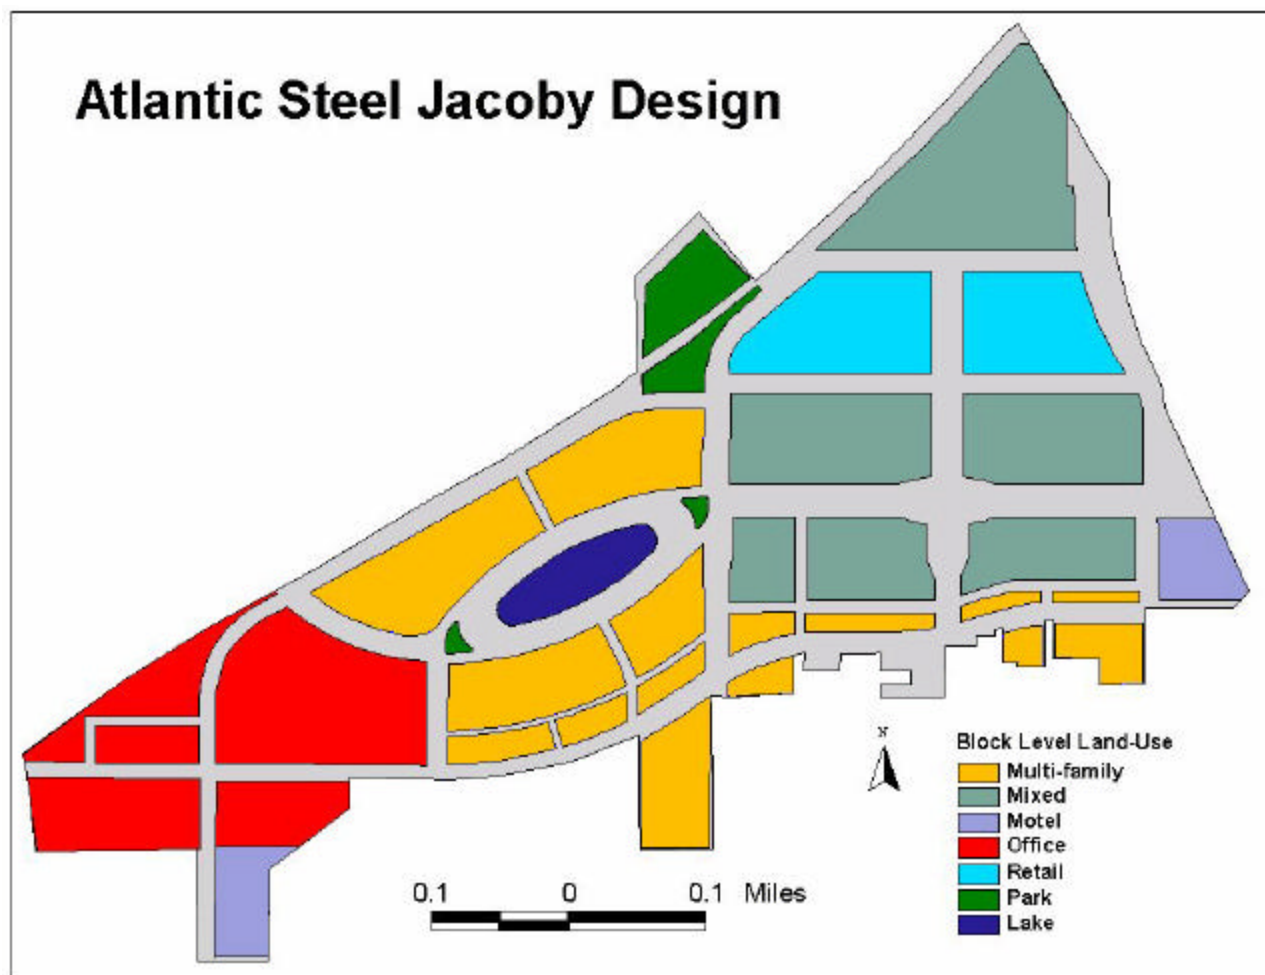 Atlantic Steel Jacoby Design
N
Block Level Land-Use
Multi-family
Mixed
Motel
Office
Retail
Park
Lake
0.1 0 0.1 Miles